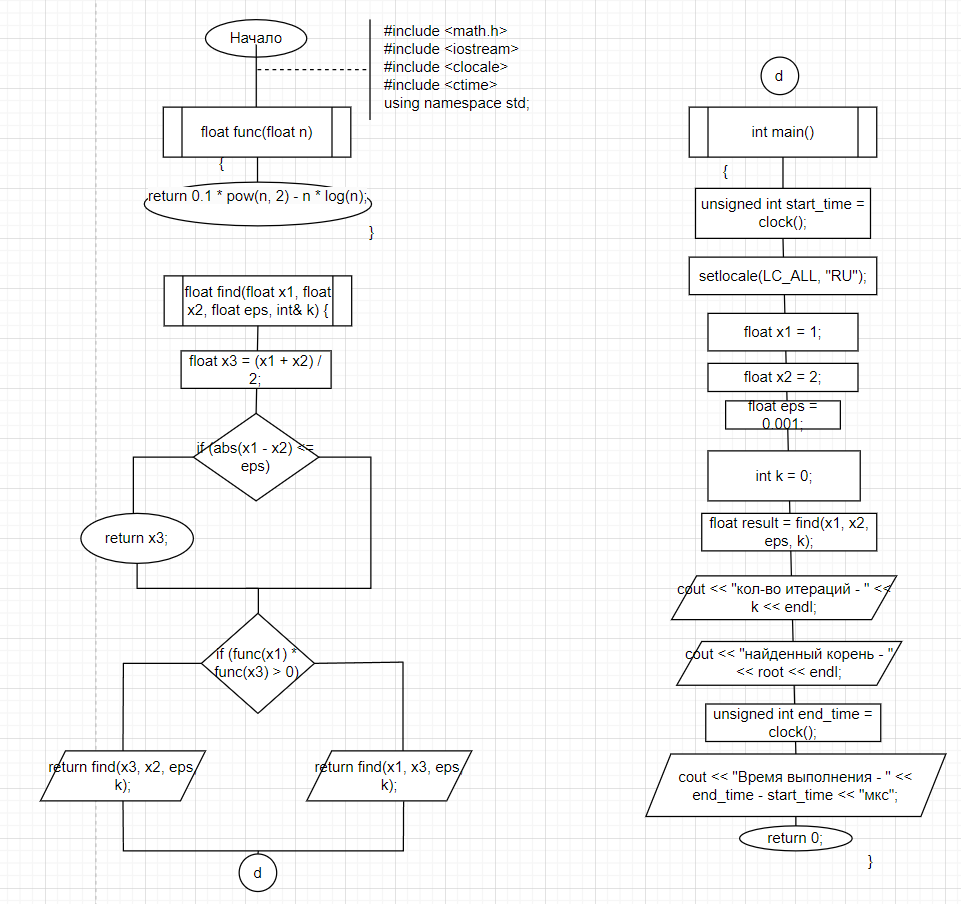 Начало
#include <math.h>
#include <iostream>
#include <clocale>
#include <ctime>
using namespace std;
float func(float n)
{
return 0.1 * pow(n, 2) - n * log(n);
}
float find(float x1, float
x2, float eps, int& k) {
float x3 = (x1 + x2) /
2;
if (abs(x1 - x2) <=
eps)
return x3;
if (func(x1) *
func(x3) > 0)
return find(x3, x2, eps,
k);
return find(x1, x3, eps,
k);
d
d
int main()
{
unsigned int start_time =
clock();
setlocale(LC_ALL, "RU");
float x1 = 1;
float x2 = 2;
float eps =
0.001;
int k = 0;
float result = find(x1, x2,
eps, k);
cout << "кол-во итераций - " <<
k << endl;
cout << "найденный корень - "
<< root << endl;
unsigned int end_time =
clock();
cout << "Время выполнения - " <<
end_time - start_time << "мкс";
return 0;
}